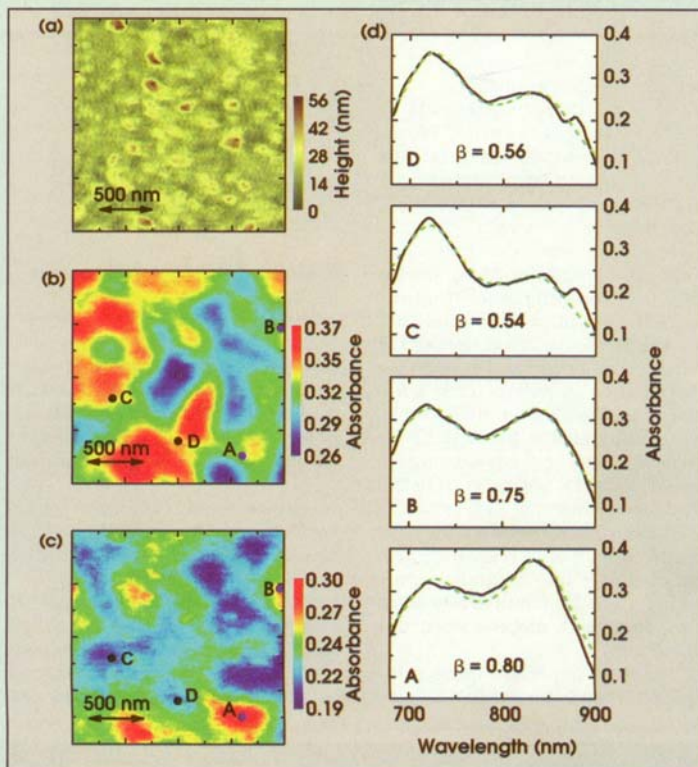 (a)
500 nm
56
42
28
14
0
Height (nm)
(b)
B
C
D
A
500 nm
0.37
0.35
0.32
0.29
0.26
Absorbance
(c)
B
C
D
A
500 nm
0.30
0.27
0.24
0.22
0.19
Absorbance
(d)
D
β = 0.56
0.4
0.3
0.2
0.1
C
β = 0.54
0.4
0.3
0.2
0.1
B
β = 0.75
0.4
0.3
0.2
0.1
A
β = 0.80
0.4
0.3
0.2
0.1
Absorbance
700
800
900
Wavelength (nm)